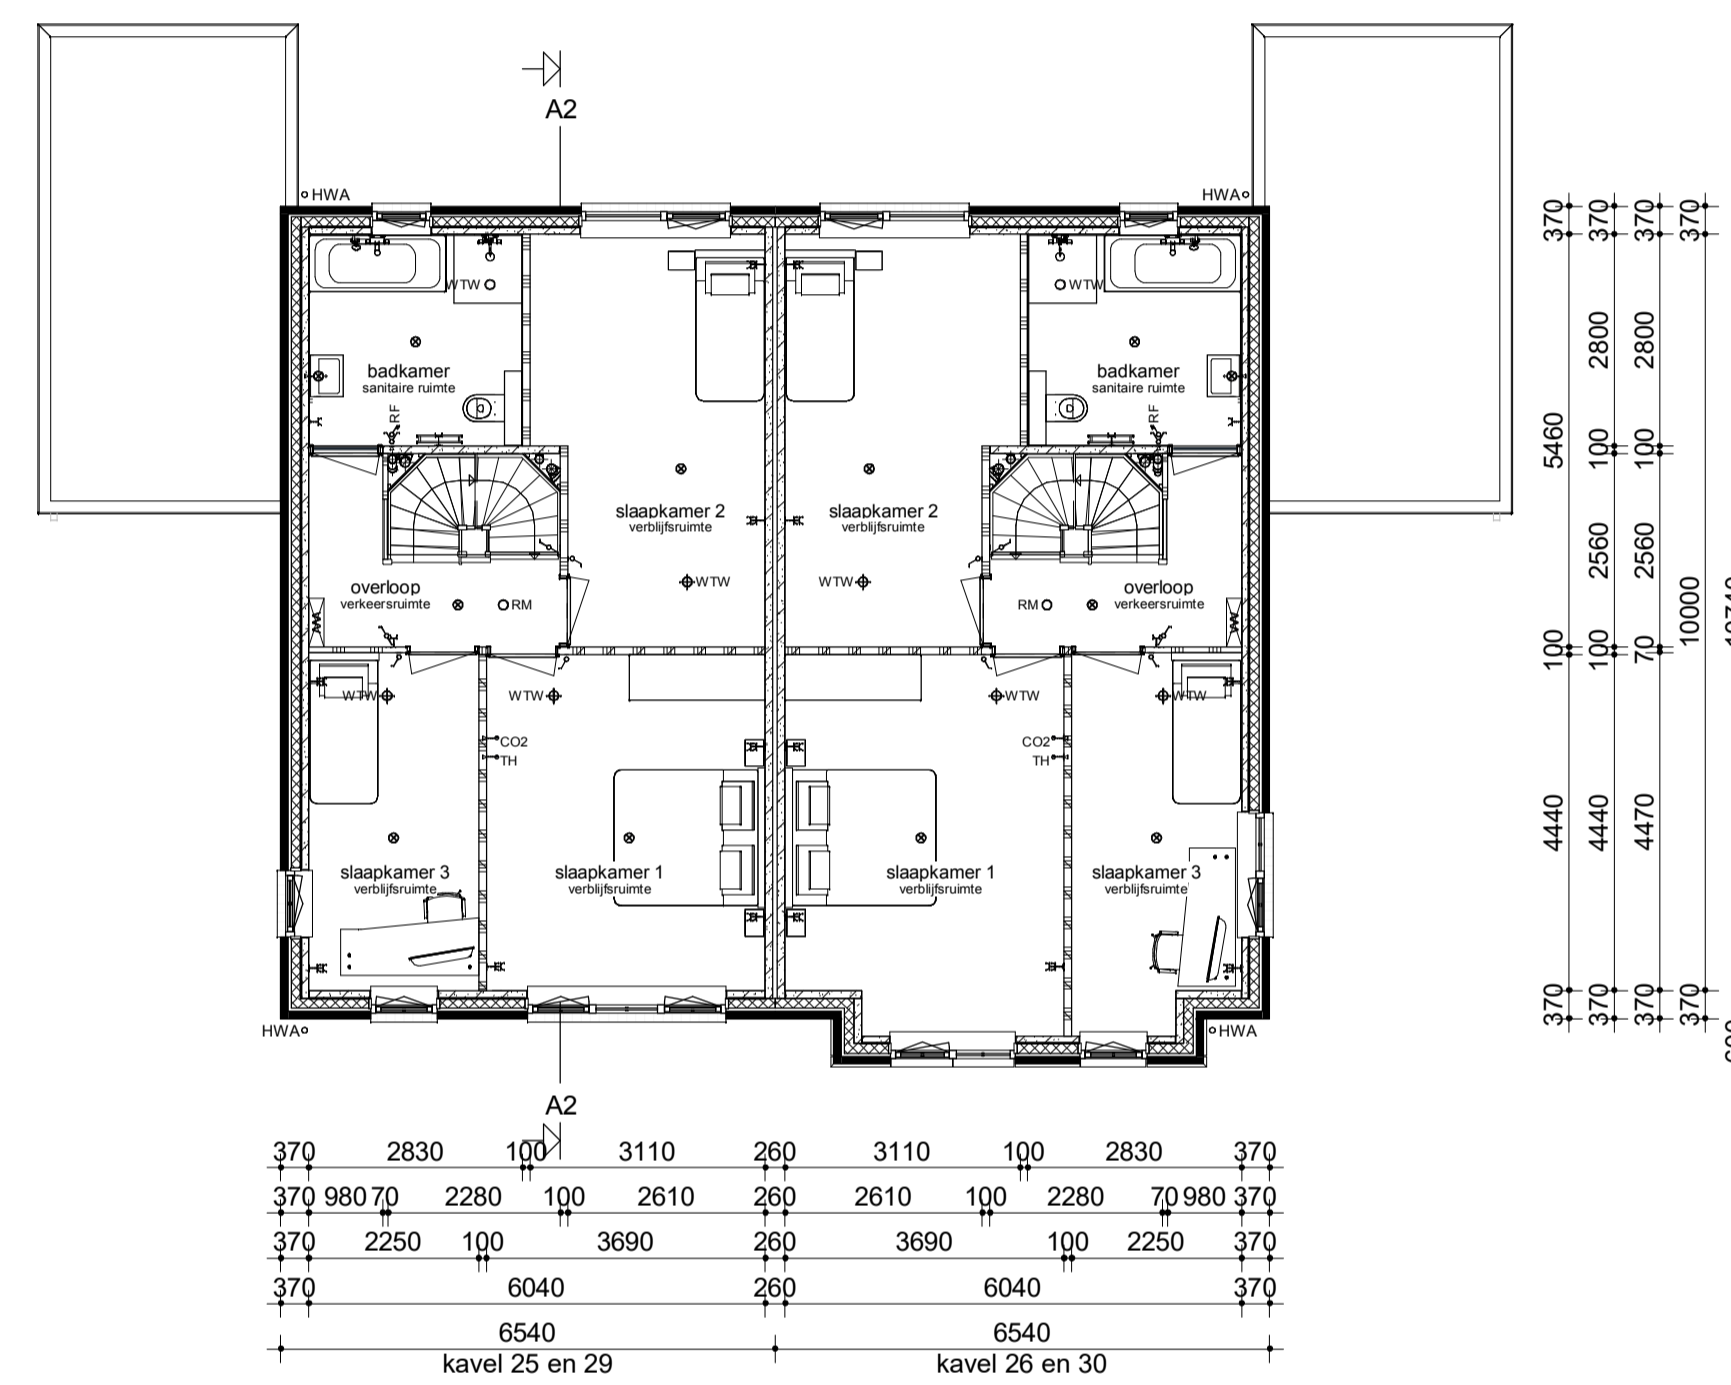 A2
HWA
HWA
WTW
WTW
badkamer
sanitaire ruimte
RF
badkamer
sanitaire ruimte
RF
slaapkamer 2
verblijfsruimte
slaapkamer 2
verblijfsruimte
WTW
WTW
overloop
verkeersruimte
RM
RM
overloop
verkeersruimte
WTW
WTW
WTW
WTW
CO2
TH
CO2
TH
slaapkamer 3
verblijfsruimte
slaapkamer 1
verblijfsruimte
slaapkamer 1
verblijfsruimte
slaapkamer 3
verblijfsruimte
HWA
HWA
A2
370 2830 100 3110 260 3110 100 2830 370
370 980 70 2280 100 2610 260 2610 100 2280 70 980 370
370 2250 100 3690 260 3690 100 2250 370
370 6040 260 6040 370
6540 6540
kavel 25 en 29 kavel 26 en 30
370 5460 100 4440 370
370 2800 100 2560 100 4440 370
370 2800 100 2560 70 4470 370
370 10000 370